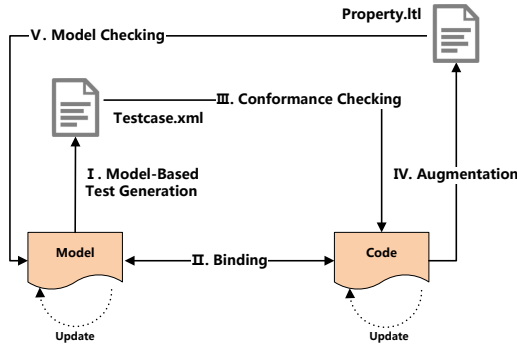 Property.ltl
Ⅴ. Model Checking
Ⅲ. Conformance Checking
Testcase.xml
Ⅰ. Model-Based
Test Generation
Ⅳ. Augmentation
Model
Ⅱ. Binding
Code
Update
Update